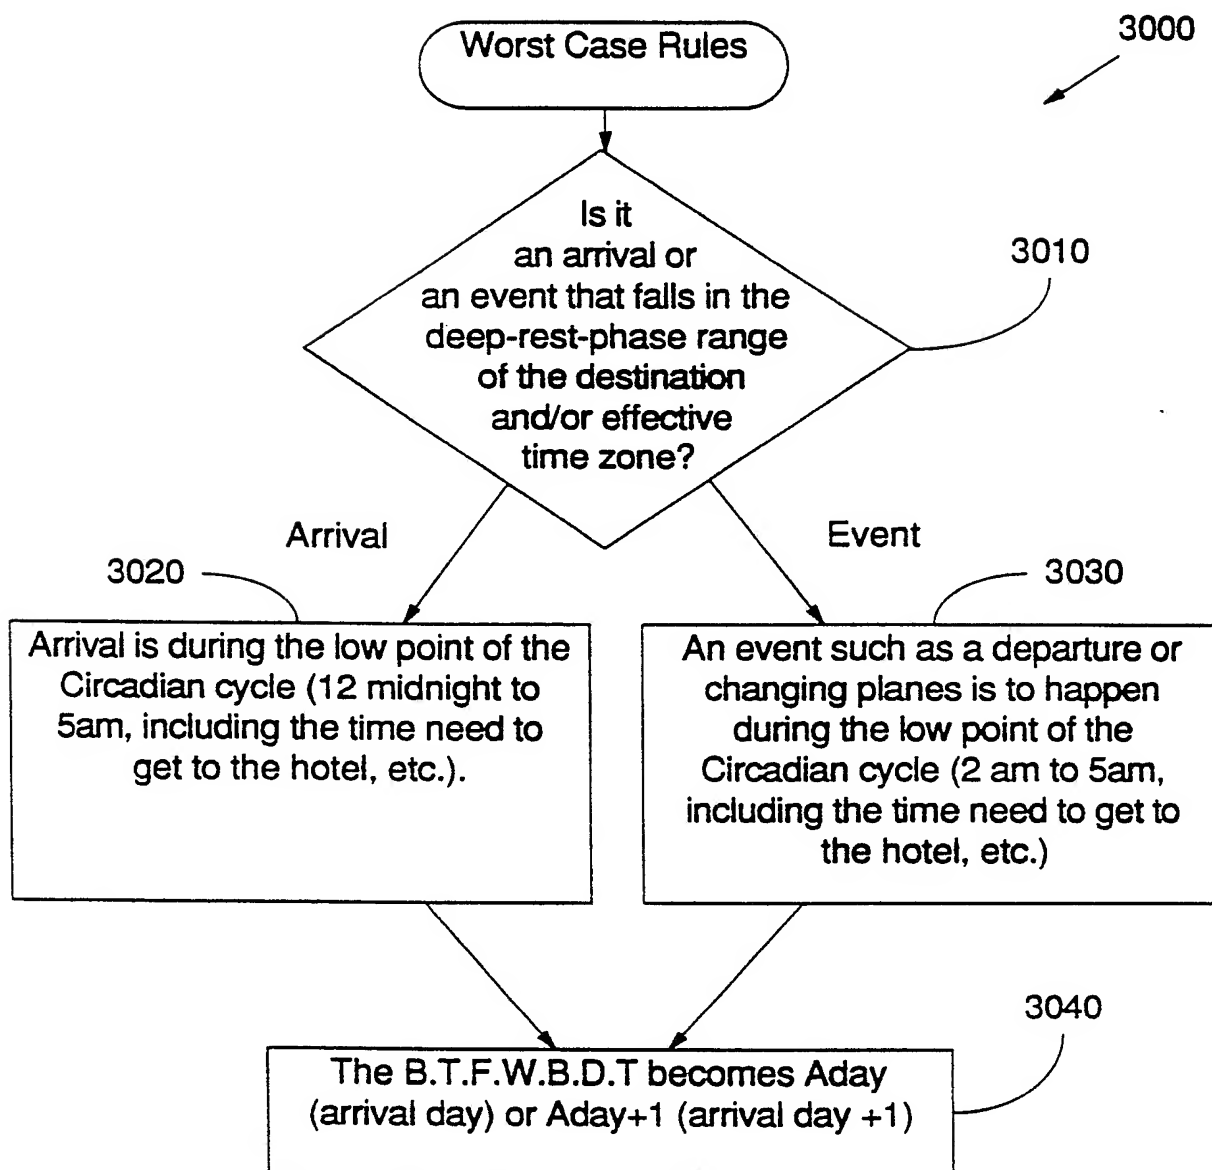 Worst Case Rules
3000
Is it
an arrival or
an event that falls in the
deep-rest-phase range
of the destination
and/or effective
time zone?
3010
Arrival
Event
3020
3030
Arrival is during the low point of the
Circadian cycle (12 midnight to
5am, including the time need to
get to the hotel, etc.).
An event such as a departure or
changing planes is to happen
during the low point of the
Circadian cycle (2 am to 5am,
including the time need to get to
the hotel, etc.)
3040
The B.T.F.W.B.D.T becomes Aday
(arrival day) or Aday+1 (arrival day +1)